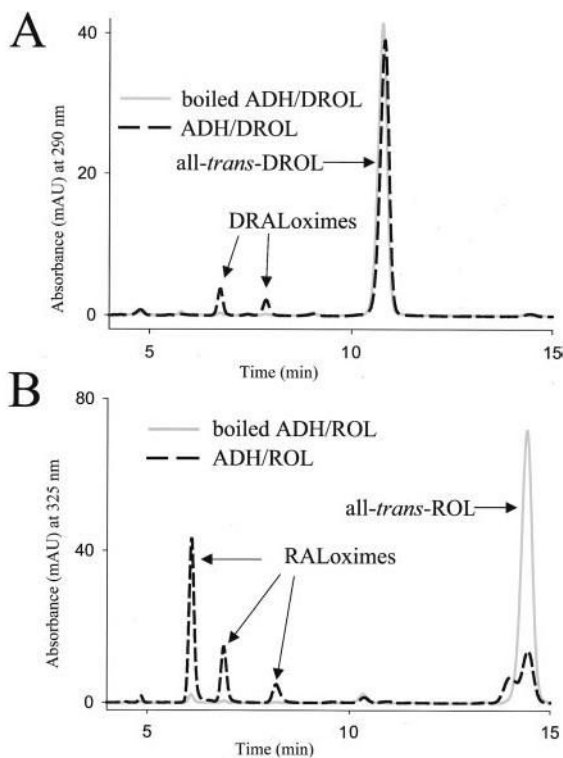 A
40
20
0
Absorbance (mAU) at 290 nm
boiled ADH/DROL
ADH/DROL
all-trans-DROL
DRALoximes
5
10
15
Time (min)
B
80
40
0
Absorbance (mAU) at 325 nm
boiled ADH/ROL
ADH/ROL
all-trans-ROL
RALoximes
5
10
15
Time (min)